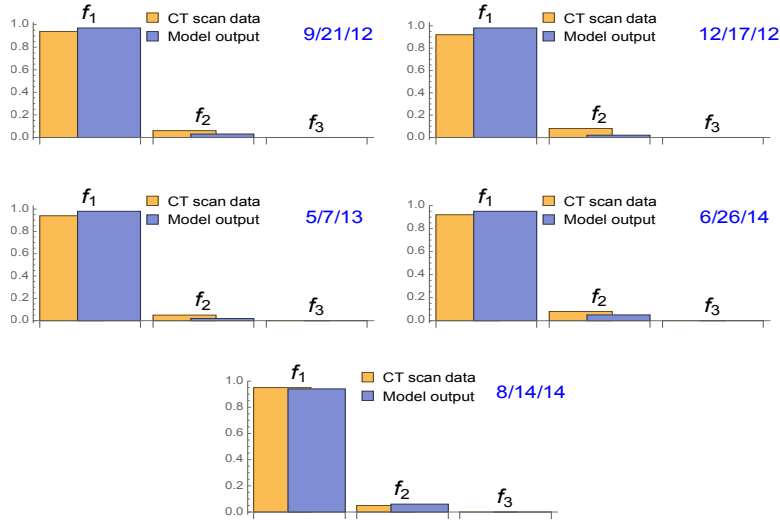 f1
CT scan data
Model output
9/21/12
1.0
0.8
0.6
0.4
0.2
0.0
f2
f3
f1
CT scan data
Model output
12/17/12
1.0
0.8
0.6
0.4
0.2
0.0
f2
f3
f1
CT scan data
Model output
5/7/13
1.0
0.8
0.6
0.4
0.2
0.0
f2
f3
f1
CT scan data
Model output
6/26/14
1.0
0.8
0.6
0.4
0.2
0.0
f2
f3
f1
CT scan data
Model output
8/14/14
1.0
0.8
0.6
0.4
0.2
0.0
f2
f3